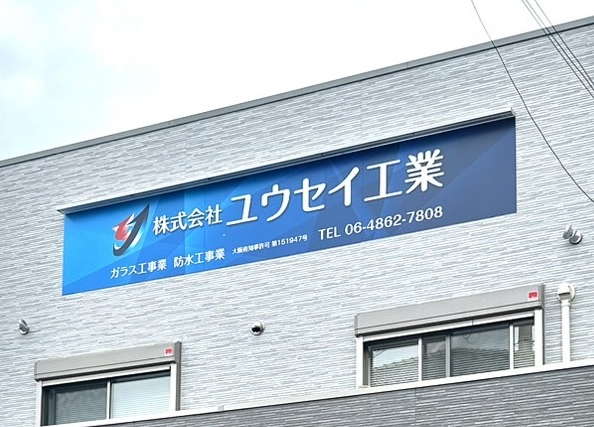 株式会社 ユウセイ工業
ガラス工事業 防水工事業 大阪府知事許可 第151947号 TEL 06-4862-7808